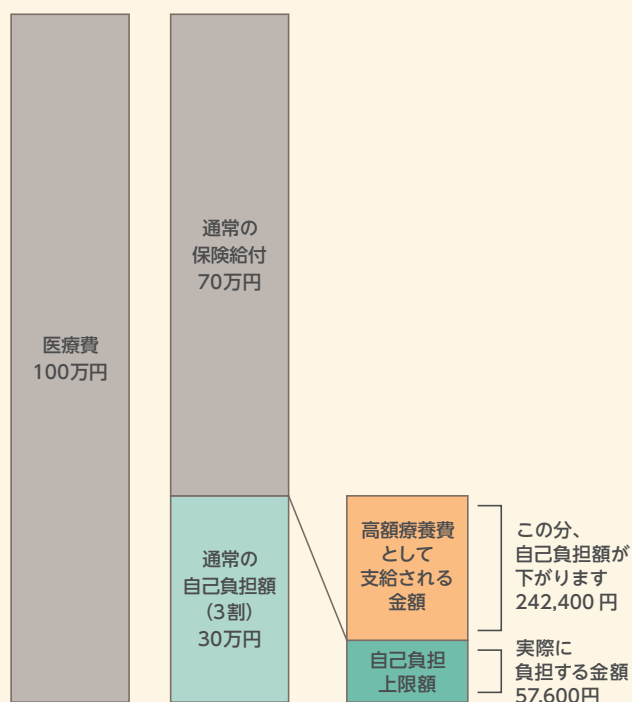 医療費
100万円
通常の
保険給付
70万円
通常の
自己負担額
(3割)
30万円
高額療養費
として
支給される
金額
自己負担
上限額
この分、
自己負担額が
下がります
242,400 円
実際に
負担する金額
57,600円